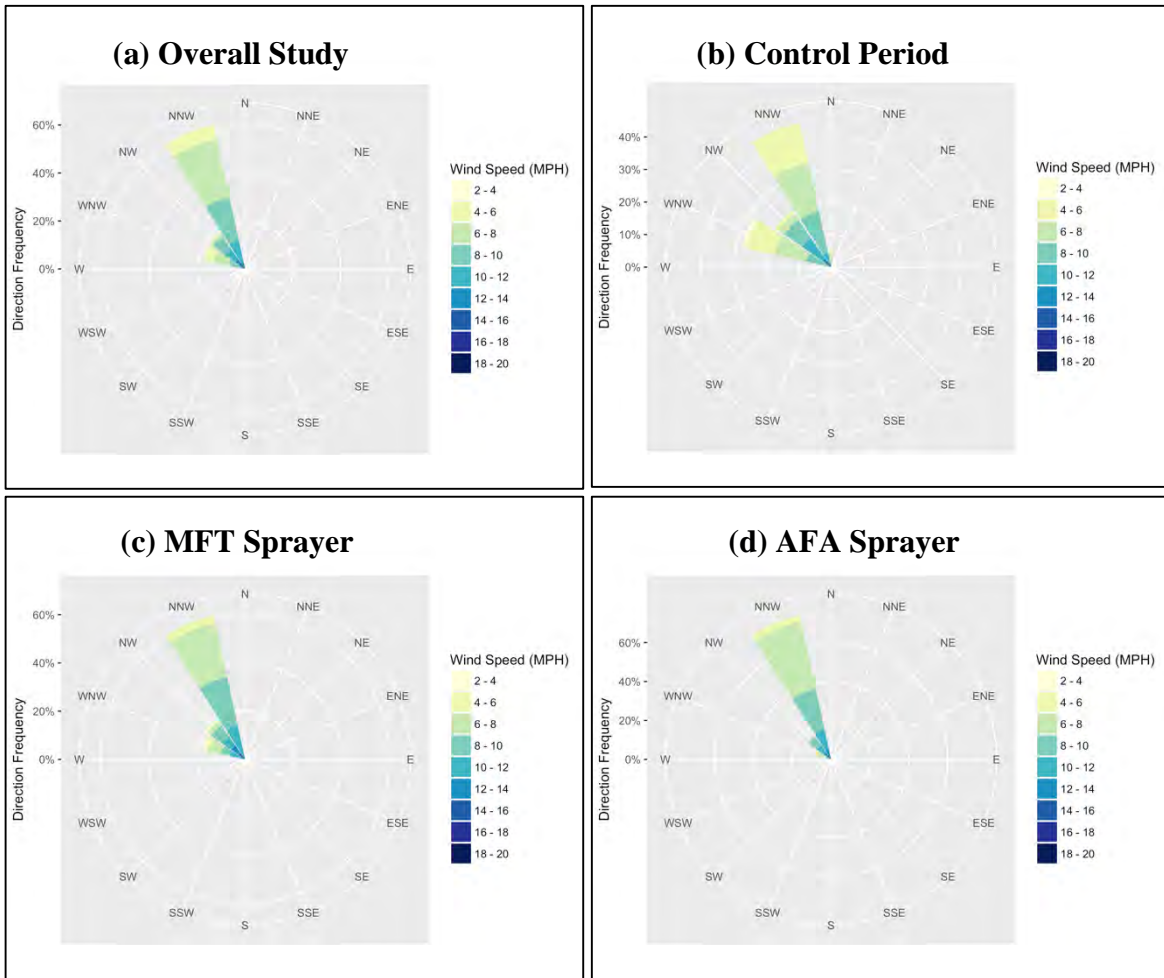 (a) Overall Study
N
NNW
NNE
60%
NW
NE
40%
WNW
ENE
20%
0%
W
E
WSW
ESE
SW
SE
SSW
SSE
S
Direction Frequency
Wind Speed (MPH)
2 - 4
4 - 6
6 - 8
8 - 10
10 - 12
12 - 14
14 - 16
16 - 18
18 - 20
(b) Control Period
N
NNW
NNE
40%
NW
NE
30%
WNW
ENE
20%
10%
0%
W
E
WSW
ESE
SW
SE
SSW
SSE
S
Direction Frequency
Wind Speed (MPH)
2 - 4
4 - 6
6 - 8
8 - 10
10 - 12
12 - 14
14 - 16
16 - 18
18 - 20
(c) MFT Sprayer
N
NNW
NNE
60%
NW
NE
40%
WNW
ENE
20%
0%
W
E
WSW
ESE
SW
SE
SSW
SSE
S
Direction Frequency
Wind Speed (MPH)
2 - 4
4 - 6
6 - 8
8 - 10
10 - 12
12 - 14
14 - 16
16 - 18
18 - 20
(d) AFA Sprayer
N
NNW
NNE
60%
NW
NE
40%
WNW
ENE
20%
0%
W
E
WSW
ESE
SW
SE
SSW
SSE
S
Direction Frequency
Wind Speed (MPH)
2 - 4
4 - 6
6 - 8
8 - 10
10 - 12
12 - 14
14 - 16
16 - 18
18 - 20